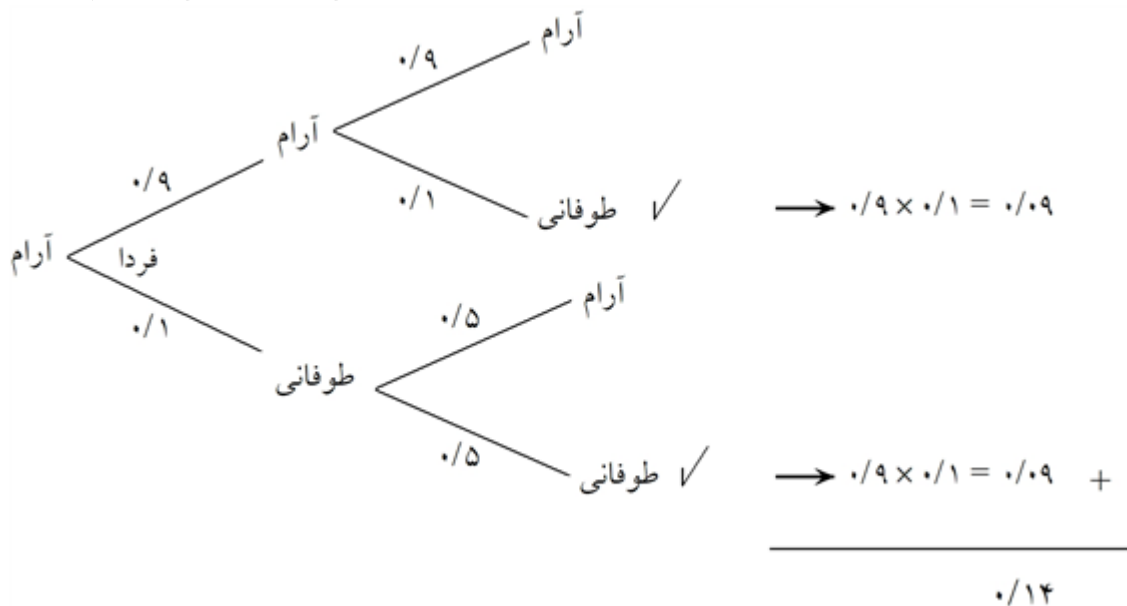 آرام
۰/۹
آرام
۰/۹
۰/۱
طوفانی ✓ → ۰/۹ × ۰/۱ = ۰/۰۹
آرام
فردا
۰/۱
آرام
۰/۵
طوفانی
۰/۵
طوفانی ✓ → ۰/۹ × ۰/۱ = ۰/۰۹ +
۰/۱۴